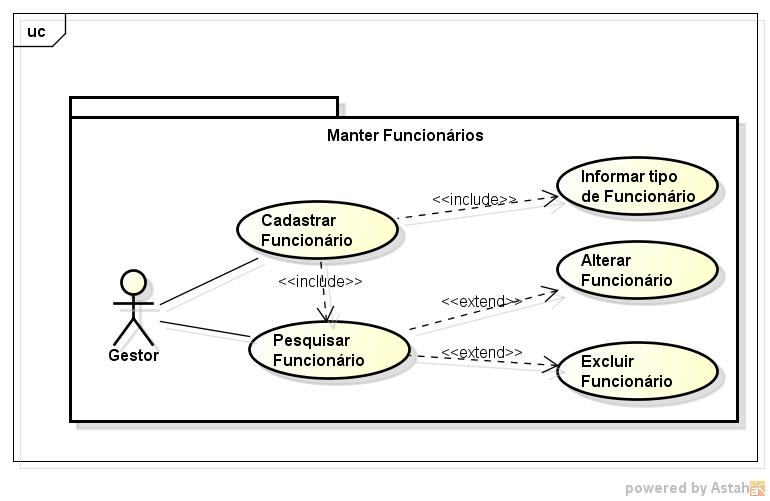 uc
Manter Funcionários
Informar tipo
de Funcionário
<<include>>
Cadastrar
Funcionário
Alterar
Funcionário
<<include>>
<<extend>>
Gestor
Pesquisar
Funcionário
<<extend>>
Excluir
Funcionário
powered by Astah